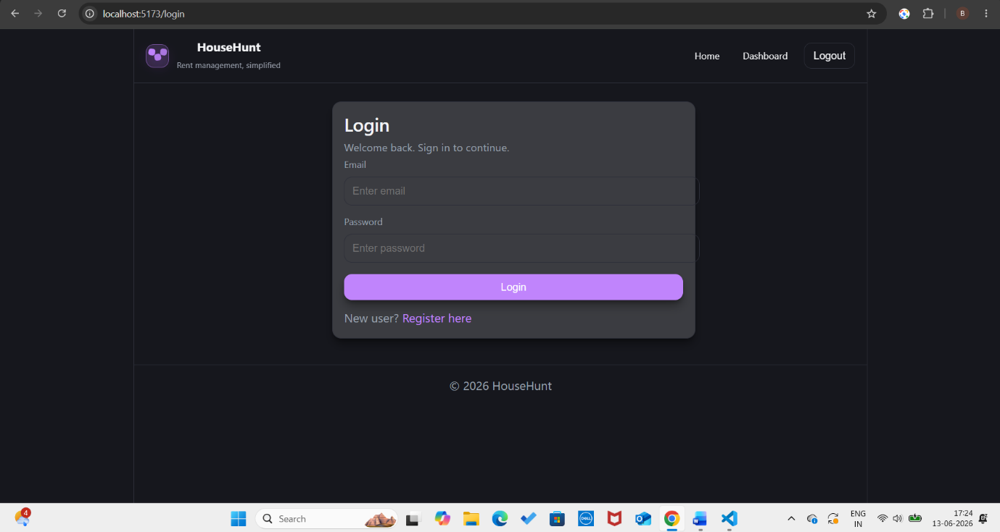 localhost:5173/login
B
HouseHunt
Rent management, simplified
Home Dashboard Logout
Login
Welcome back. Sign in to continue.
Email
Enter email
Password
Enter password
Login
New user? Register here
© 2026 HouseHunt
4
Search
DELL
W
ENG
IN
17:24
13-06-2026